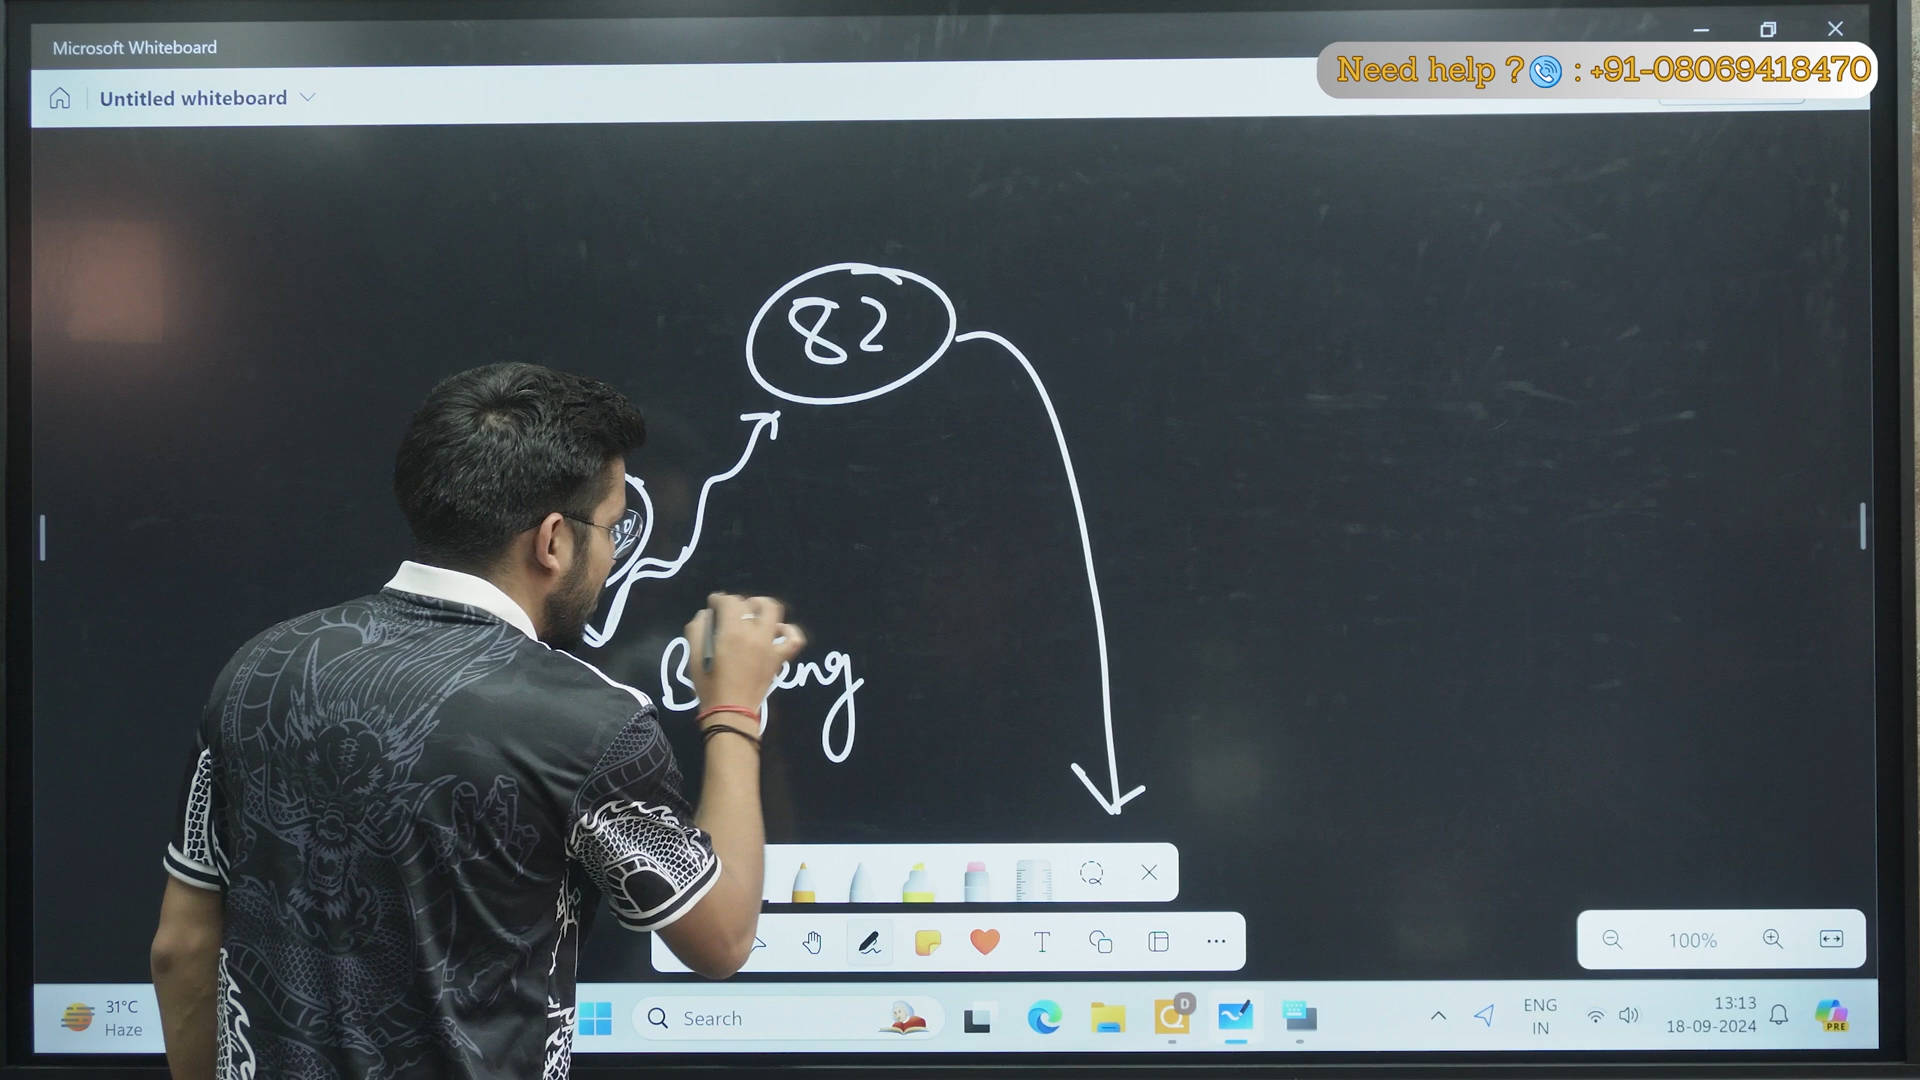 Microsoft Whiteboard
Need help ? : +91-08069418470
Untitled whiteboard
82
T
100%
31°C
Haze
Search
D
ENG
IN
13:13
18-09-2024
PRE